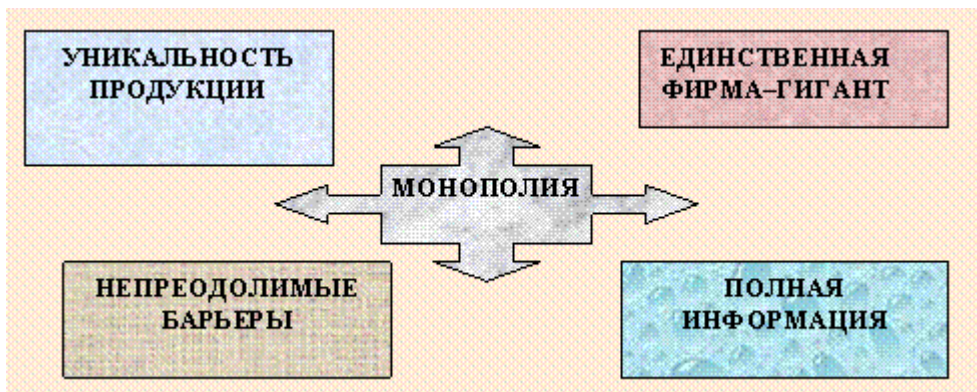 УНИКАЛЬНОСТЬ
ПРОДУКЦИИ
ЕДИНСТВЕННАЯ
ФИРМА–ГИГАНТ
МОНОПОЛИЯ
НЕПРЕОДОЛИМЫЕ
БАРЬЕРЫ
ПОЛНАЯ
ИНФОРМАЦИЯ